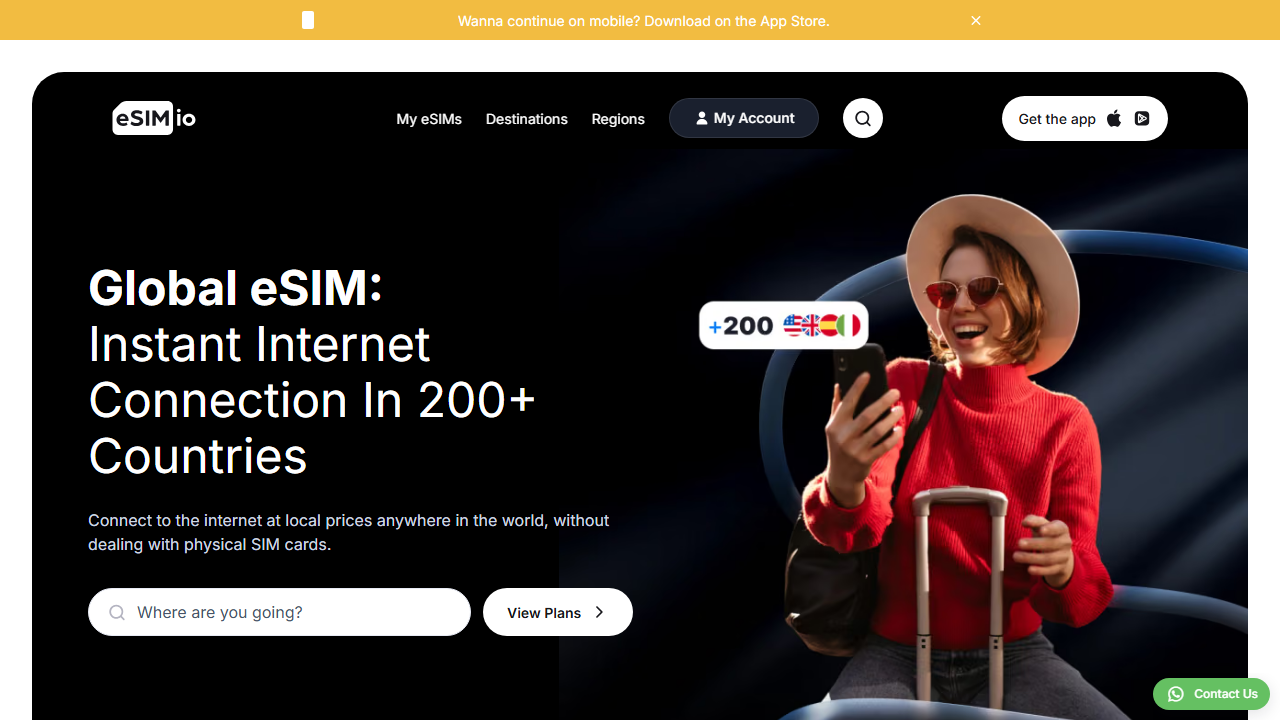 Wanna continue on mobile? Download on the App Store.
eSIM io
My eSIMs
Destinations
Regions
My Account
Get the app
Global eSIM:
Instant Internet
Connection In 200+
Countries
+200
Connect to the internet at local prices anywhere in the world, without
dealing with physical SIM cards.
Where are you going?
View Plans
Contact Us